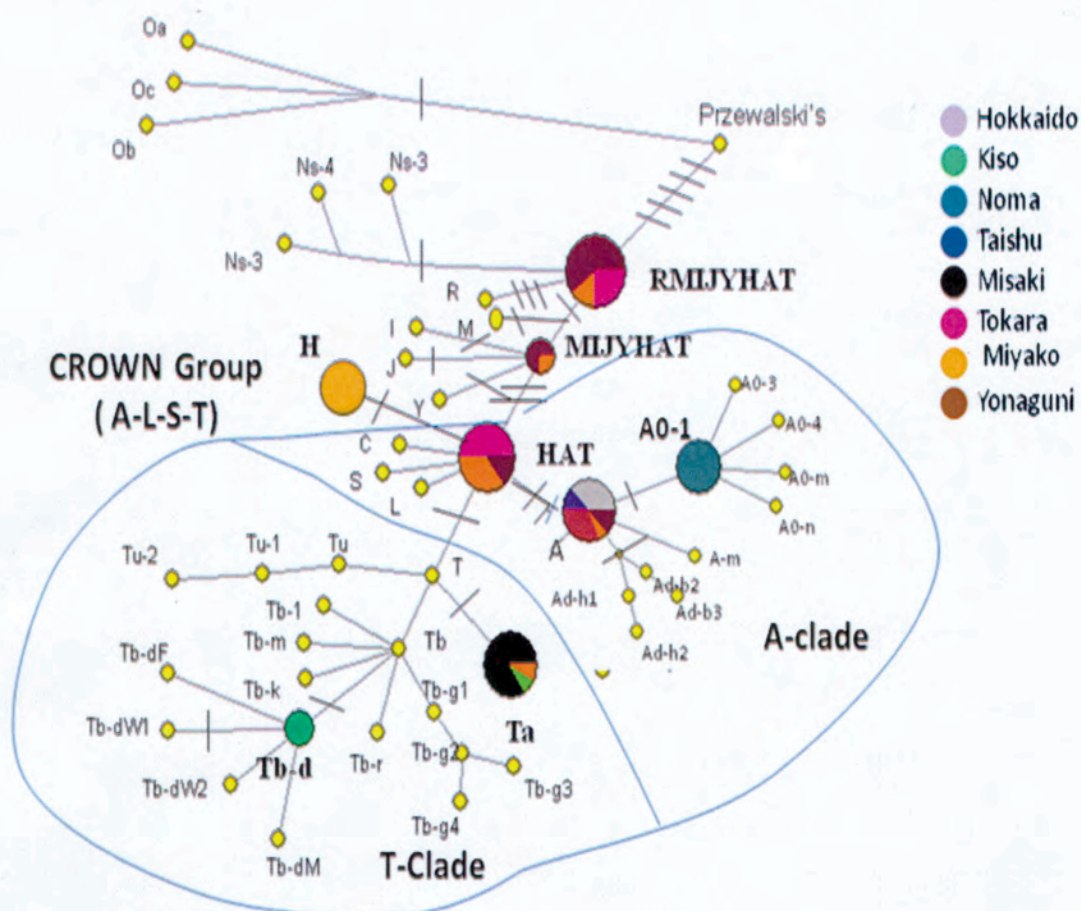 Oa
Oc
Ob
Przewalski's
Ns-4
Ns-3
Ns-3
R
RMIJYHAT
I
M
H
J
MIJYHAT
Y
CROWN Group
( A-L-S-T)
C
HAT
S
L
A0-1
A0-3
A0-4
A0-m
A0-n
A
A-m
Ad-b2
Ad-h1
Ad-b3
Ad-h2
A-clade
Tu-2
Tu-1
Tu
T
Tb-1
Tb-m
Tb
Tb-dF
Tb-k
Tb-g1
Ta
Tb-dW1
Tb-d
Tb-r
Tb-g2
Tb-dW2
Tb-g3
Tb-g4
Tb-dM
T-Clade
Hokkaido
Kiso
Noma
Taishu
Misaki
Tokara
Miyako
Yonaguni